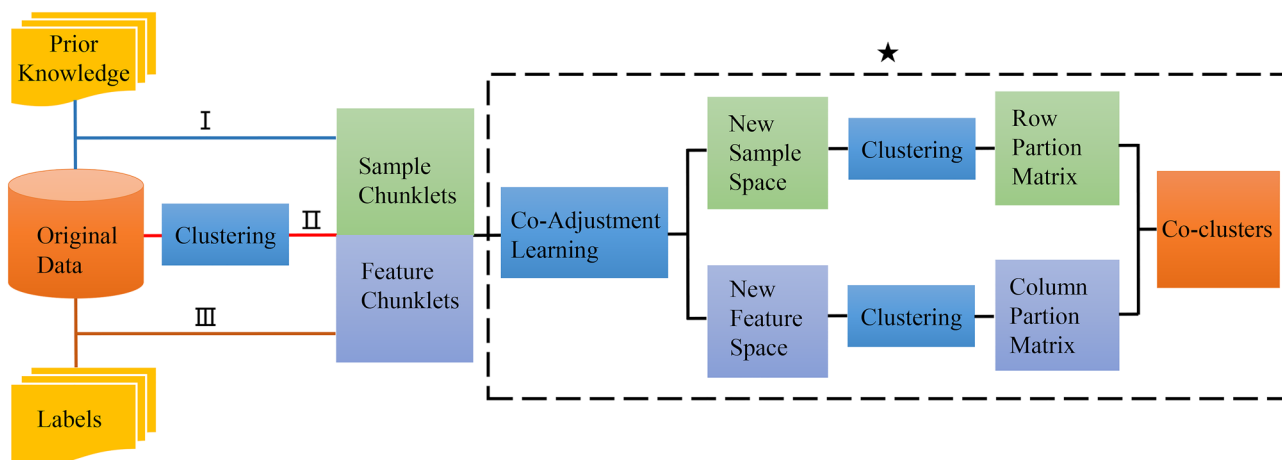 Prior
Knowledge
Ⅰ
Original
Data
Clustering
Ⅱ
Ⅲ
Labels
Sample
Chunklets
Feature
Chunklets
★
Co-Adjustment
Learning
New
Sample
Space
Clustering
Row
Partion
Matrix
New
Feature
Space
Clustering
Column
Partion
Matrix
Co-clusters